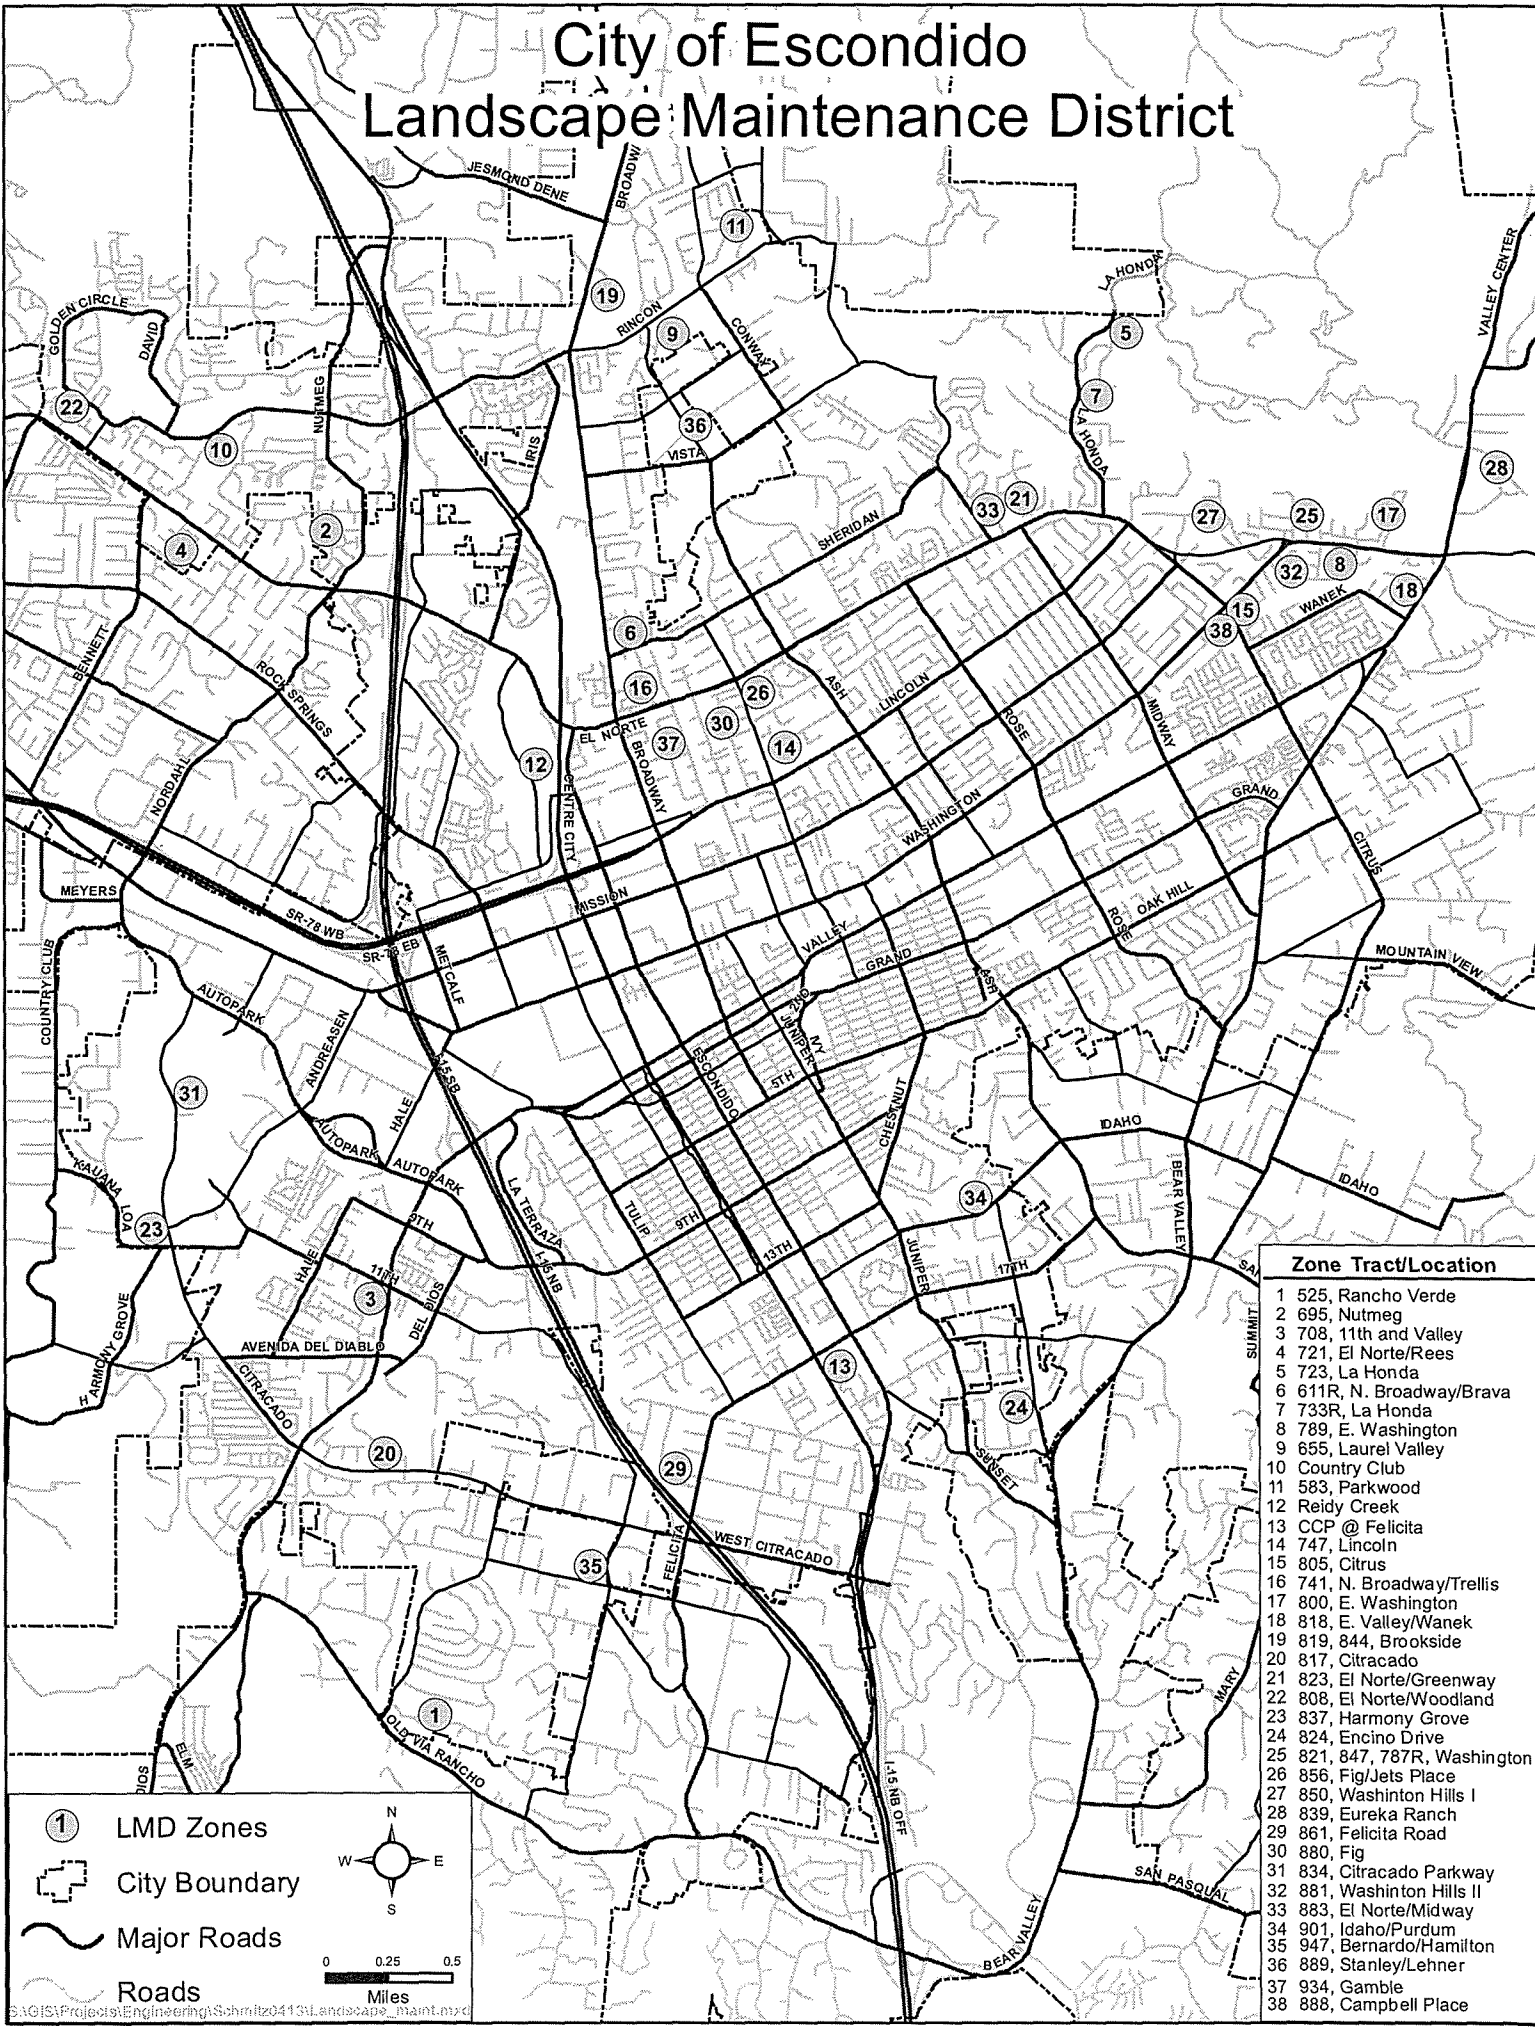 City of Escondido
Landscape Maintenance District
JESMOND DENE
11
19
RINCON
9
CONWAY
LA HONDA
5
VALLEY CENTER
GOLDEN CIRCLE
DAVID
22
NUTMEG
10
IRIS
36
VISTA
7
LA HONDA
28
2
4
SHERIDAN
33
21
27
25
17
32
8
18
15
38
WANEK
6
16
26
30
37
14
EL NORTE
ASH
LINCOLN
ROSE
MIDWAY
BENNETT
ROCK SPRINGS
NORDAHL
12
CENTRE CITY
BROADWAY
WASHINGTON
GRAND
CITRUS
MEYERS
SR-78 WB
SR-78 EB
MISSION
METCALF
VALLEY
GRAND
ROSE
OAK HILL
MOUNTAIN VIEW
COUNTRY CLUB
AUTOPARK
ANDREASEN
ASH
2ND
IVY
JUNIPER
31
I-15 SB
ESCONDIDO
5TH
HALE
CHESTNUT
AUTOPARK
AUTOPARK
IDAHO
IDAHO
BEAR VALLEY
KAUANA
LOA
23
9TH
LA TERRAZA
TULIP
9TH
34
HALE
11TH
3
I-15 NB
13TH
JUNIPER
17TH
DEL DIOS
HARMONY GROVE
AVENIDA DEL DIABLO
CITRACADO
13
24
SUMMIT
20
29
SUNSET
35
FELICITA
WEST CITRACADO
1
OLD VIA RANCHO
ELM
I-15 NB OFF
MARY
SAN PASQUAL
BEAR VALLEY
Zone Tract/Location
1 525, Rancho Verde
2 695, Nutmeg
3 708, 11th and Valley
4 721, El Norte/Rees
5 723, La Honda
6 611R, N. Broadway/Brava
7 733R, La Honda
8 789, E. Washington
9 655, Laurel Valley
10 Country Club
11 583, Parkwood
12 Reidy Creek
13 CCP @ Felicita
14 747, Lincoln
15 805, Citrus
16 741, N. Broadway/Trellis
17 800, E. Washington
18 818, E. Valley/Wanek
19 819, 844, Brookside
20 817, Citracado
21 823, El Norte/Greenway
22 808, El Norte/Woodland
23 837, Harmony Grove
24 824, Encino Drive
25 821, 847, 787R, Washington
26 856, Fig/Jets Place
27 850, Washinton Hills I
28 839, Eureka Ranch
29 861, Felicita Road
30 880, Fig
31 834, Citracado Parkway
32 881, Washinton Hills II
33 883, El Norte/Midway
34 901, Idaho/Purdum
35 947, Bernardo/Hamilton
36 889, Stanley/Lehner
37 934, Gamble
38 888, Campbell Place
1 LMD Zones
City Boundary
Major Roads
Roads
N
W E
S
0 0.25 0.5
Miles
S:\GIS\Projects\Engineering\Schmitz0413\Landscape_maint.mxd